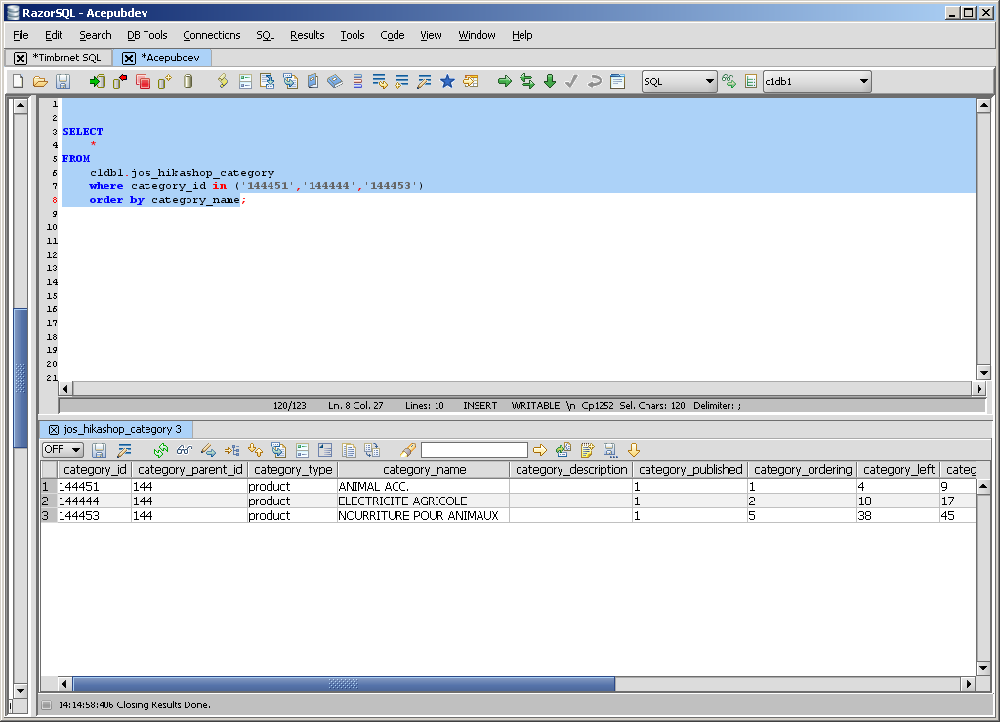 RazorSQL - Acepubdev
File Edit Search DB Tools Connections SQL Results Tools Code View Window Help
*Timbrnet SQL *Acepubdev
SQL c1db1
1
2
3 SELECT
4 *
5 FROM
6 c1db1.jos_hikashop_category
7 where category_id in ('144451','144444','144453')
8 order by category_name;
9
10
11
12
13
14
15
16
17
18
19
20
21
120/123 Ln. 8 Col. 27 Lines: 10 INSERT WRITABLE \n Cp1252 Sel. Chars: 120 Delimiter: ;
jos_hikashop_category 3
OFF
category_id category_parent_id category_type category_name category_description category_published category_ordering category_left categ
1 144451 144 product ANIMAL ACC. 1 1 4 9
2 144444 144 product ELECTRICITE AGRICOLE 1 2 10 17
3 144453 144 product NOURRITURE POUR ANIMAUX 1 5 38 45
14:14:58:406 Closing Results Done.